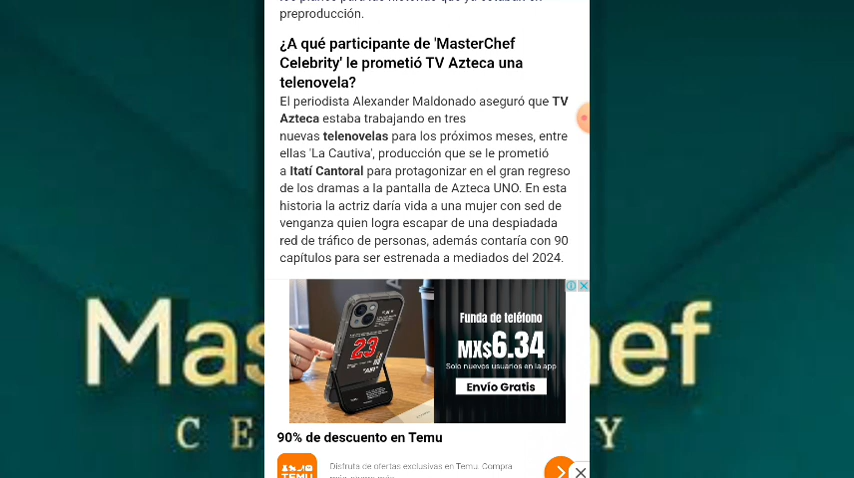 preproducción.
¿A qué participante de 'MasterChef
Celebrity' le prometió TV Azteca una
telenovela?
El periodista Alexander Maldonado aseguró que TV
Azteca estaba trabajando en tres
nuevas telenovelas para los próximos meses, entre
ellas 'La Cautiva', producción que se le prometió
a Itatí Cantoral para protagonizar en el gran regreso
de los dramas a la pantalla de Azteca UNO. En esta
historia la actriz daría vida a una mujer con sed de
venganza quien logra escapar de una despiadada
red de tráfico de personas, además contaría con 90
capítulos para ser estrenada a mediados del 2024.
23
Funda de teléfono
MX$6.34
Solo nuevos usuarios en la app
Envío Gratis
Mas hef
CE Y
90% de descuento en Temu
TEMU
Disfruta de ofertas exclusivas en Temu. Compra